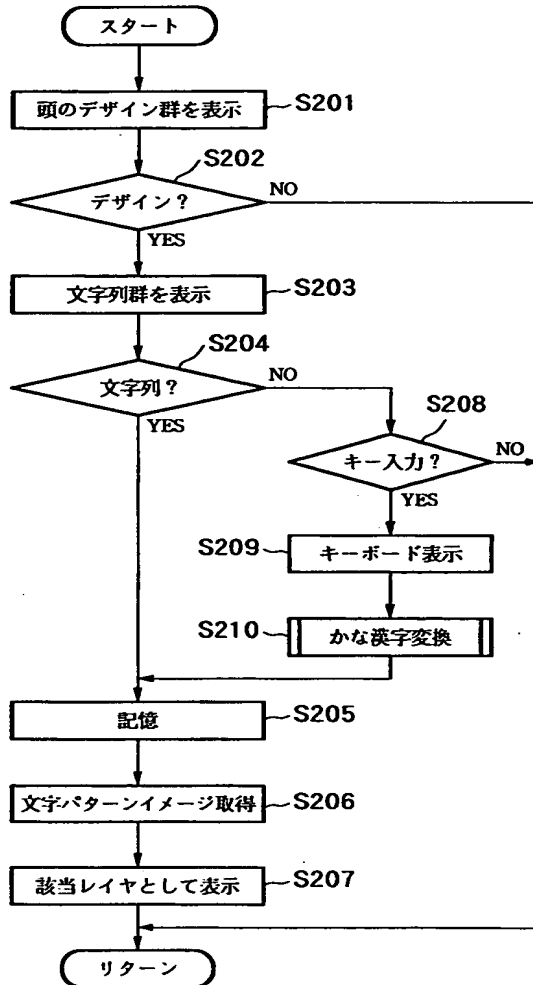 スタート
頭のデザイン群を表示
S201
S202
デザイン?
NO
YES
文字列群を表示
S203
S204
文字列?
NO
YES
S208
キー入力?
NO
YES
S209
キーボード表示
S210
かな漢字変換
記憶
S205
文字パターンイメージ取得
S206
該当レイヤとして表示
S207
リターン